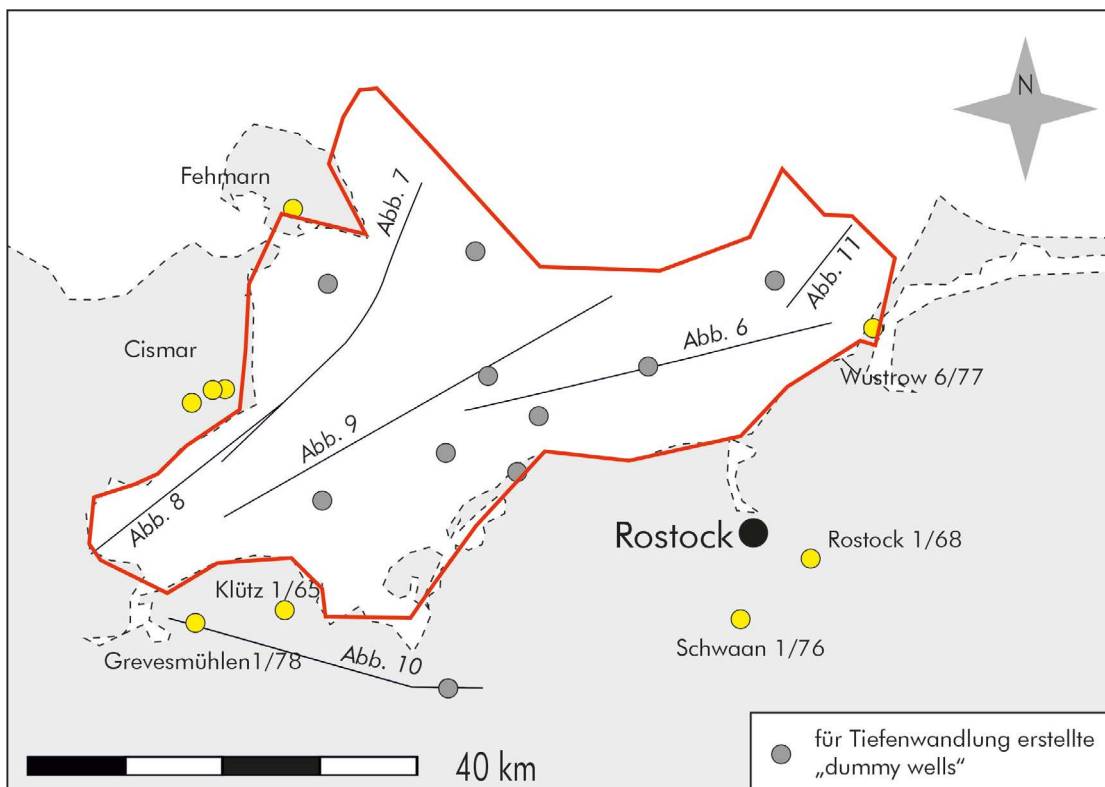 N
Fehmarn
Abb. 7
Abb. 11
Cismar
Abb. 6
Wustrow 6/77
Abb. 9
Abb. 8
Rostock
Rostock 1/68
Klütz 1/65
Schwaan 1/76
Grevesmühlen1/78
Abb. 10
40 km
für Tiefenwandlung erstellte
„dummy wells“